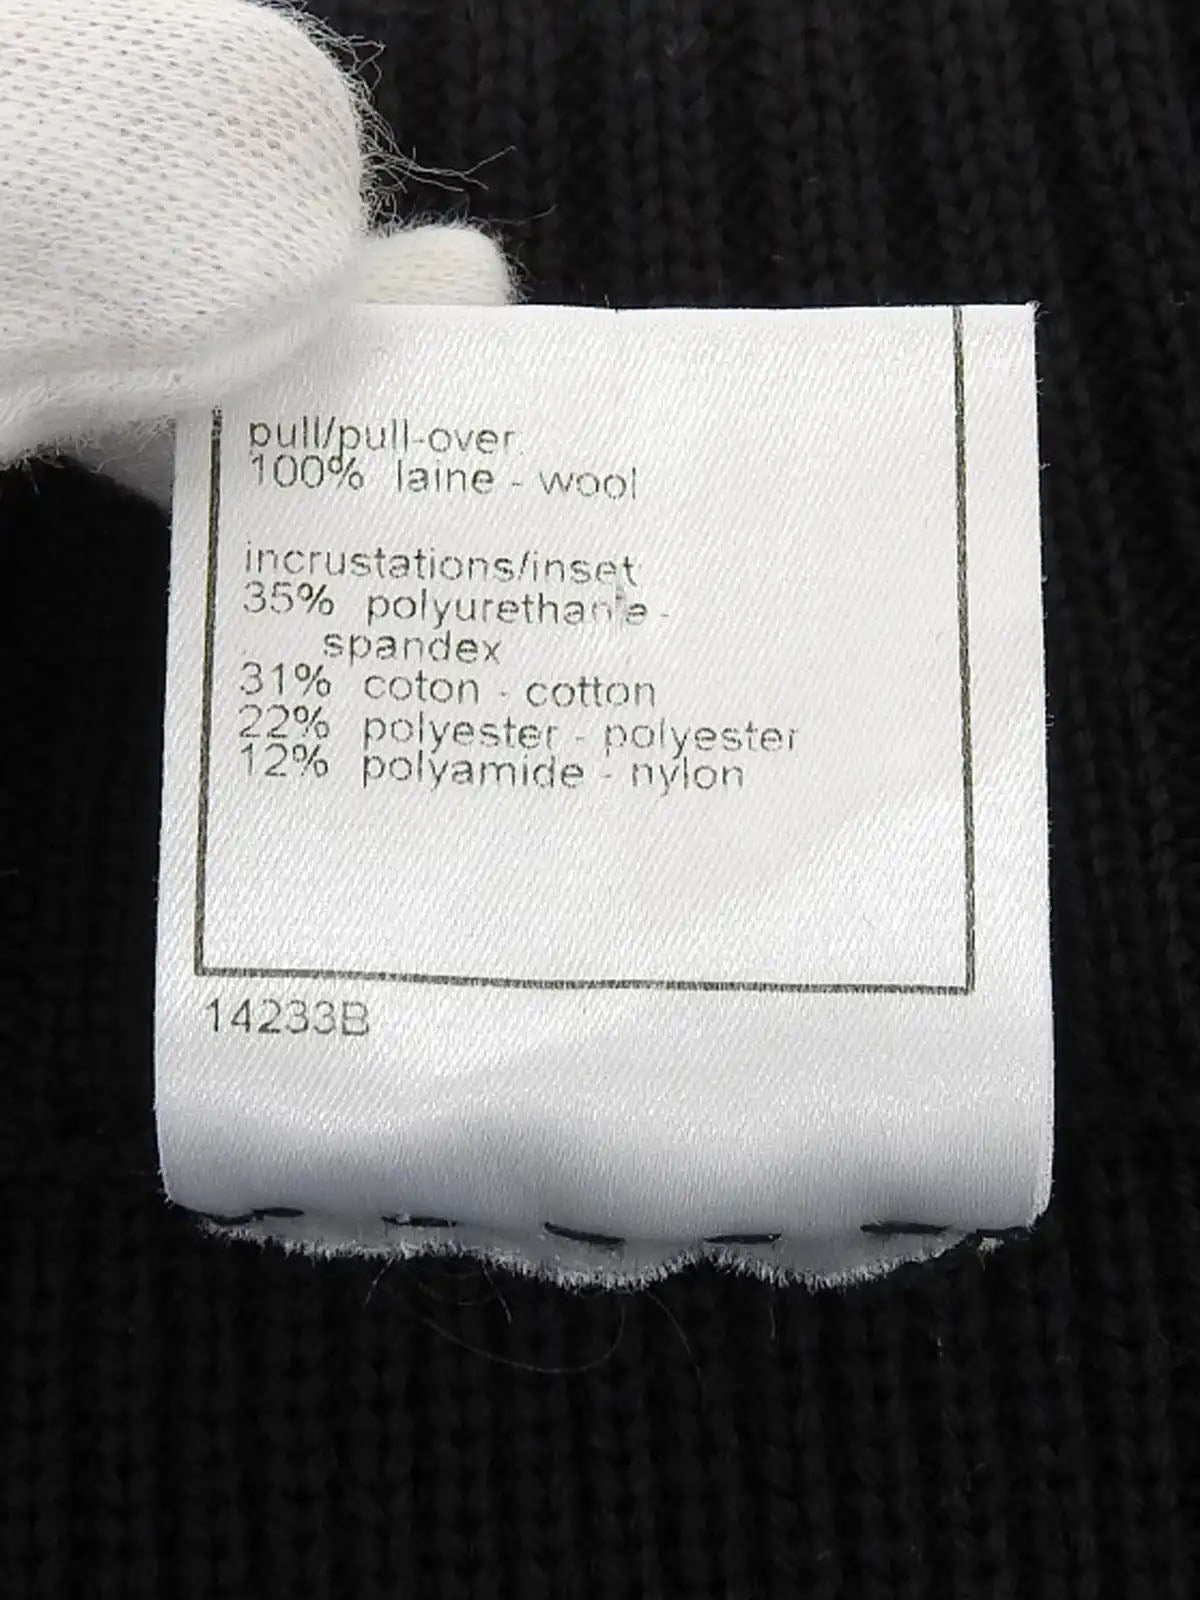 pull/pull-over:
100% laine - wool
incrustations/inset
35% polyurethane -
spandex
31% coton - cotton
22% polyester - polyester
12% polyamide - nylon
14233B